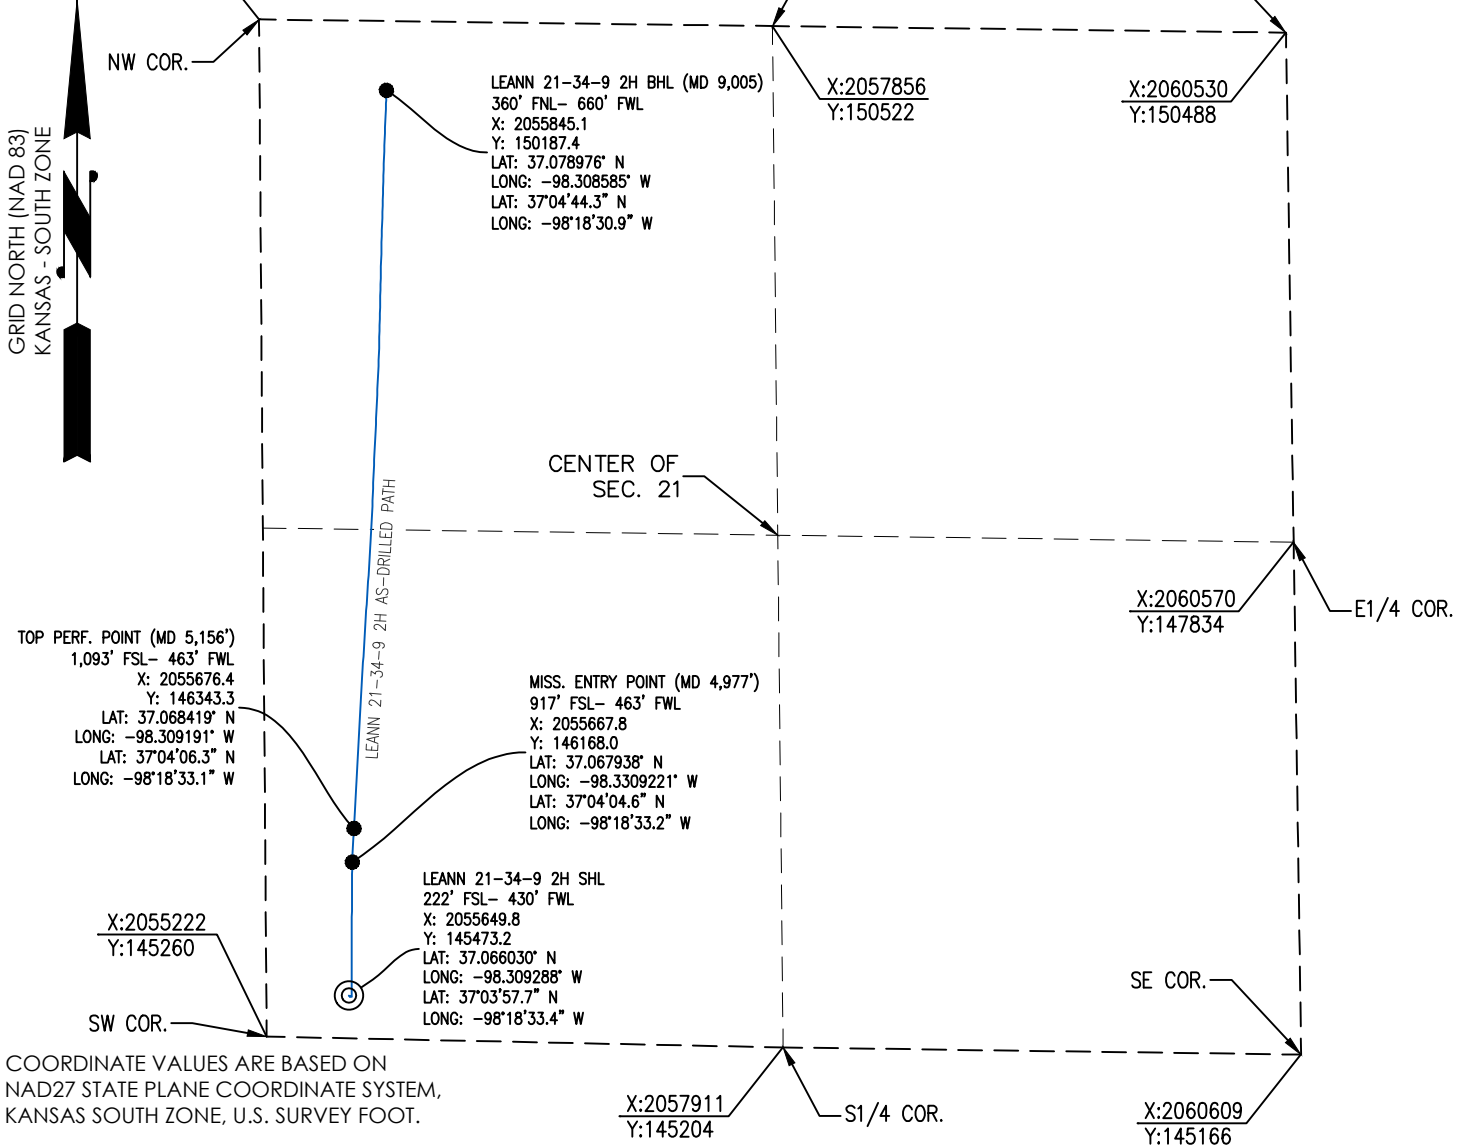 NW COR.
GRID NORTH (NAD 83)
KANSAS - SOUTH ZONE
LEANN 21-34-9 2H BHL (MD 9,005)
360' FNL- 660' FWL
X: 2055845.1
Y: 150187.4
LAT: 37.078976° N
LONG: -98.308585° W
LAT: 37°04'44.3" N
LONG: -98°18'30.9" W
X:2057856
Y:150522
X:2060530
Y:150488
CENTER OF
SEC. 21
LEANN 21-34-9 2H AS-DRILLED PATH
X:2060570
Y:147834
E1/4 COR.
TOP PERF. POINT (MD 5,156')
1,093' FSL- 463' FWL
X: 2055676.4
Y: 146343.3
LAT: 37.068419° N
LONG: -98.309191° W
LAT: 37°04'06.3" N
LONG: -98°18'33.1" W
MISS. ENTRY POINT (MD 4,977')
917' FSL- 463' FWL
X: 2055667.8
Y: 146168.0
LAT: 37.067938° N
LONG: -98.3309221° W
LAT: 37°04'04.6" N
LONG: -98°18'33.2" W
LEANN 21-34-9 2H SHL
222' FSL- 430' FWL
X: 2055649.8
Y: 145473.2
LAT: 37.066030° N
LONG: -98.309288° W
LAT: 37°03'57.7" N
LONG: -98°18'33.4" W
X:2055222
Y:145260
SW COR.
SE COR.
COORDINATE VALUES ARE BASED ON
NAD27 STATE PLANE COORDINATE SYSTEM,
KANSAS SOUTH ZONE, U.S. SURVEY FOOT.
X:2057911
Y:145204
S1/4 COR.
X:2060609
Y:145166